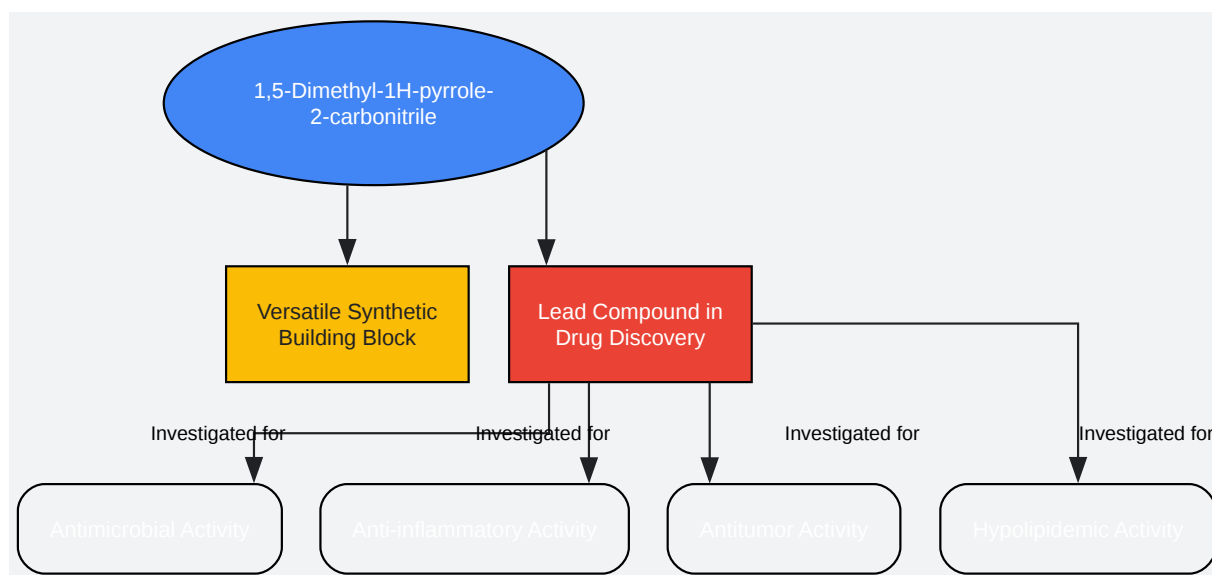 1,5-Dimethyl-1H-pyrrole-
2-carbonitrile
Versatile Synthetic
Building Block
Lead Compound in
Drug Discovery
Investigated for
Investigated for
Investigated for
Investigated for
Antimicrobial Activity
Anti-inflammatory Activity
Antitumor Activity
Hypolipidemic Activity